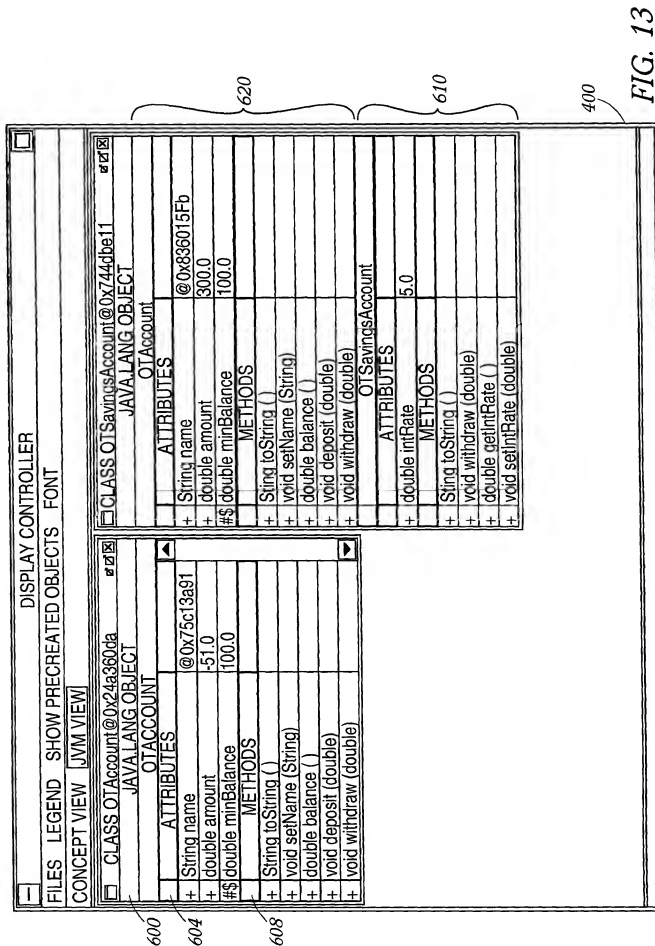 DISPLAY CONTROLLER
FILES LEGEND SHOW PRECREATED OBJECTS FONT
CONCEPT VIEW JVM VIEW
CLASS OTAccount@0x24a360da
JAVA.LANG OBJECT
OTACCOUNT
ATTRIBUTES
+ String name @0x75c13a91
+ double amount -51.0
#$ double minBalance 100.0
METHODS
+ String toString ( )
+ void setName (String)
+ double balance ( )
+ void deposit (double)
+ void withdraw (double)
CLASS OTSavingsAccount@0x744dbe11
JAVA.LANG OBJECT
OTAccount
ATTRIBUTES
+ String name @0x836015Fb
+ double amount 300.0
#$ double minBalance 100.0
METHODS
+ Sting toString ( )
+ void setName (String)
+ double balance ( )
+ void deposit (double)
+ void withdraw (double)
OTSavingsAccount
ATTRIBUTES
+ double intRate 5.0
METHODS
+ Sting toString ( )
+ void withdraw (double)
+ double getIntRate ( )
+ void setIntRate (double)
600
604
608
620
610
400
FIG. 13